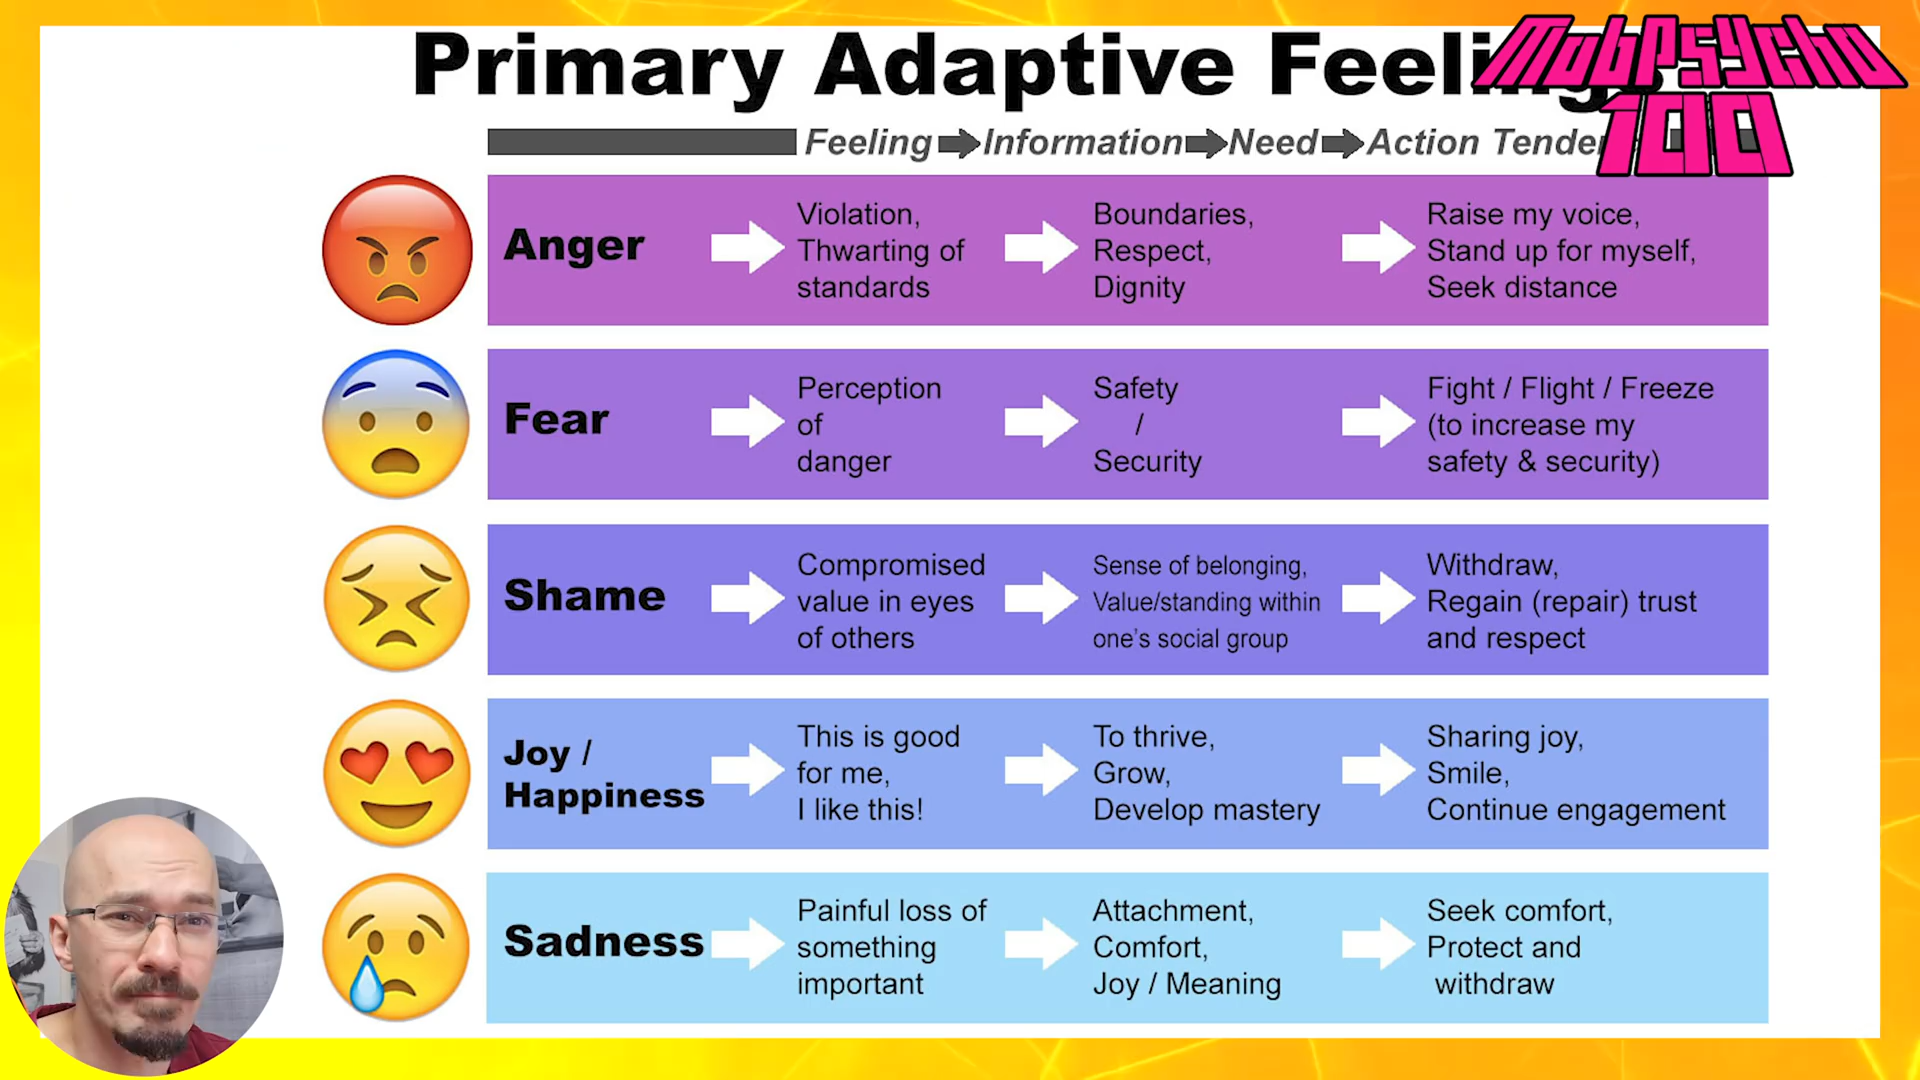 Primary Adaptive Feelings
MobPsycho
100
Feeling Information Need Action
Anger
Violation,
Thwarting of
standards
Boundaries,
Respect,
Dignity
Raise my voice,
Stand up for myself,
Seek distance
Fear
Perception
of
danger
Safety
/
Security
Fight / Flight / Freeze
(to increase my
safety & security)
Shame
Compromised
value in eyes
of others
Sense of belonging,
Value/standing within
one's social group
Withdraw,
Regain (repair) trust
and respect
Joy /
Happiness
This is good
for me,
I like this!
To thrive,
Grow,
Develop mastery
Sharing joy,
Smile,
Continue engagement
Sadness
Painful loss of
something
important
Attachment,
Comfort,
Joy / Meaning
Seek comfort,
Protect and
withdraw